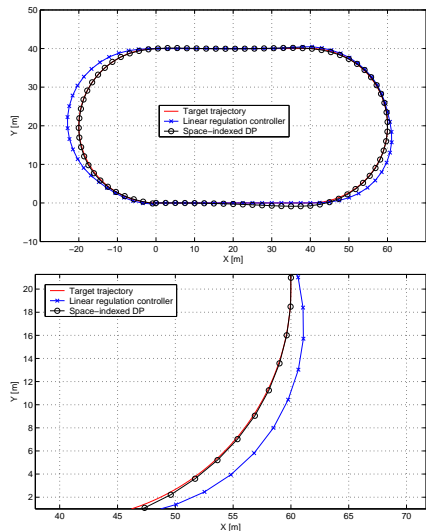 50
40
30
20
10
0
−10
Y [m]
Target trajectory
Linear regulation controller
Space−indexed DP
−20 −10 0 10 20 30 40 50 60
X [m]
20
18
16
14
12
10
8
6
4
2
Y [m]
Target trajectory
Linear regulation controller
Space−indexed DP
40 45 50 55 60 65 70
X [m]